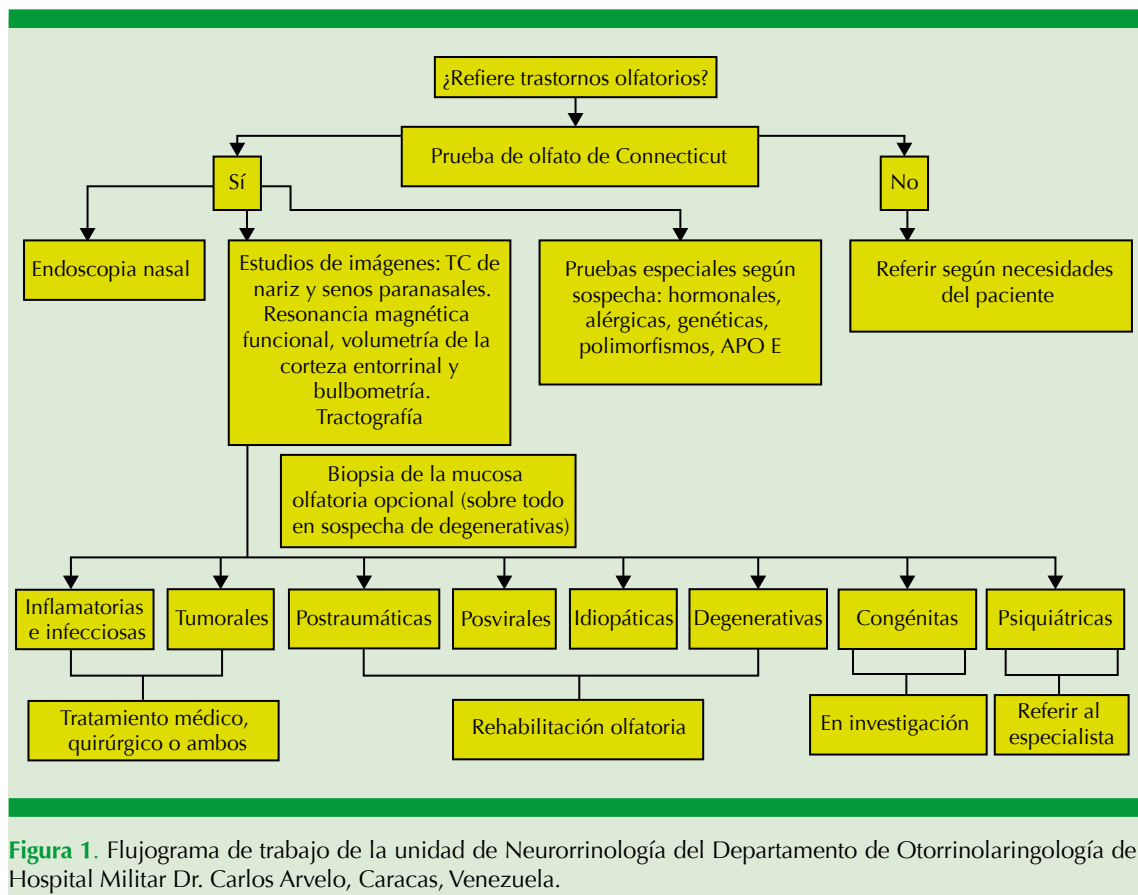 ¿Refiere trastornos olfatorios?
Prueba de olfato de Connecticut
Sí
No
Endoscopia nasal
Estudios de imágenes: TC de
nariz y senos paranasales.
Resonancia magnética
funcional, volumetría de la
corteza entorrinal y
bulbometría.
Tractografía
Pruebas especiales según
sospecha: hormonales,
alérgicas, genéticas,
polimorfismos, APO E
Referir según necesidades
del paciente
Biopsia de la mucosa
olfatoria opcional (sobre todo
en sospecha de degenerativas)
Inflamatorias
e infecciosas
Tumorales
Postraumáticas
Posvirales
Idiopáticas
Degenerativas
Congénitas
Psiquiátricas
Tratamiento médico,
quirúrgico o ambos
Rehabilitación olfatoria
En investigación
Referir al
especialista
Figura 1. Flujograma de trabajo de la unidad de Neurorrinología del Departamento de Otorrinolaringología de
Hospital Militar Dr. Carlos Arvelo, Caracas, Venezuela.